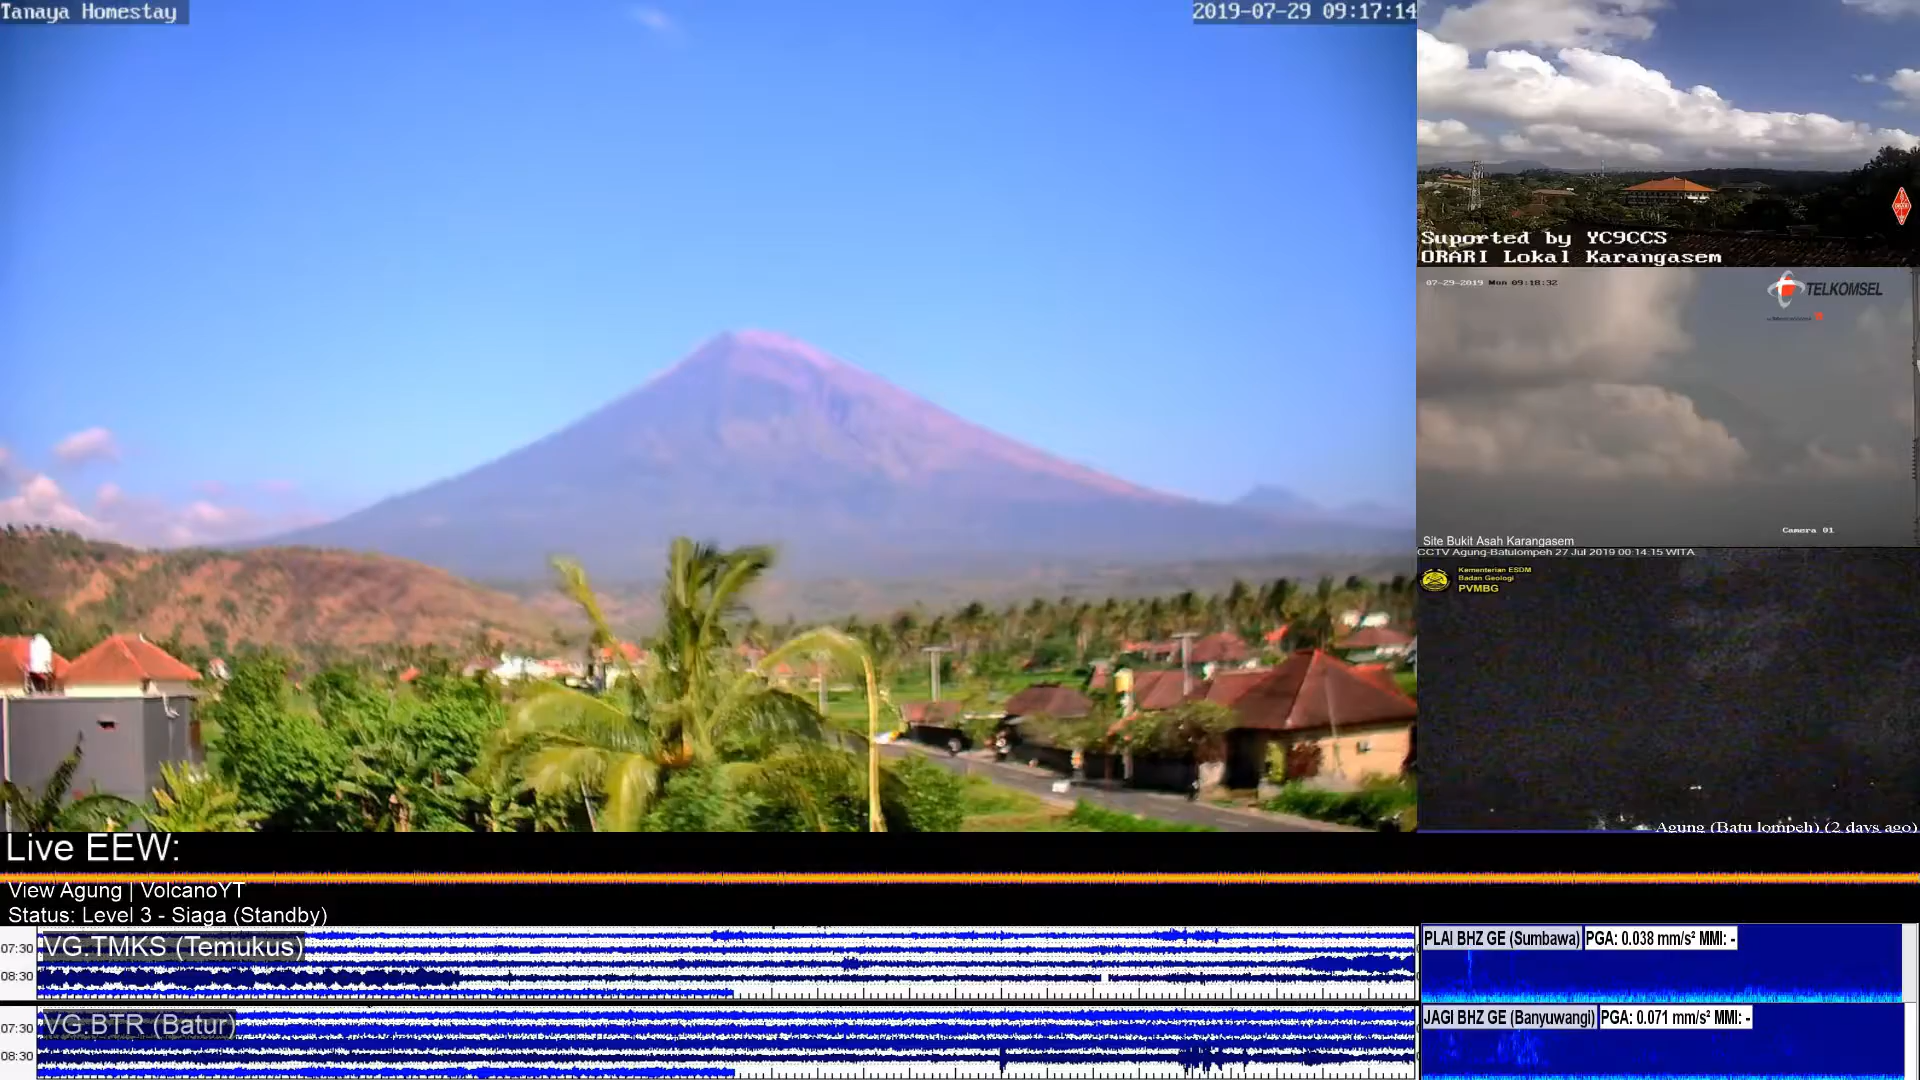 Tanaya Homestay
2019-07-29 09:17:14
Suported by YC9CCS
ORARI Lokal Karangasem
07-29-2019 Mon 09:18:32
TELKOMSEL
Camera 01
Site Bukit Asah Karangasem
CCTV Agung-Batulompeh 27 Jul 2019 00:14:15 WITA
Kementerian ESDM
Badan Geologi
PVMBG
Agung (Batu lompeh) (2 days ago)
Live EEW:
View Agung | VolcanoYT
Status: Level 3 - Siaga (Standby)
07:30
VG.TMKS (Temukus)
08:30
07:30
VG.BTR (Batur)
08:30
PLAI BHZ GE (Sumbawa) PGA: 0.038 mm/s² MMI: -
JAGI BHZ GE (Banyuwangi) PGA: 0.071 mm/s² MMI: -